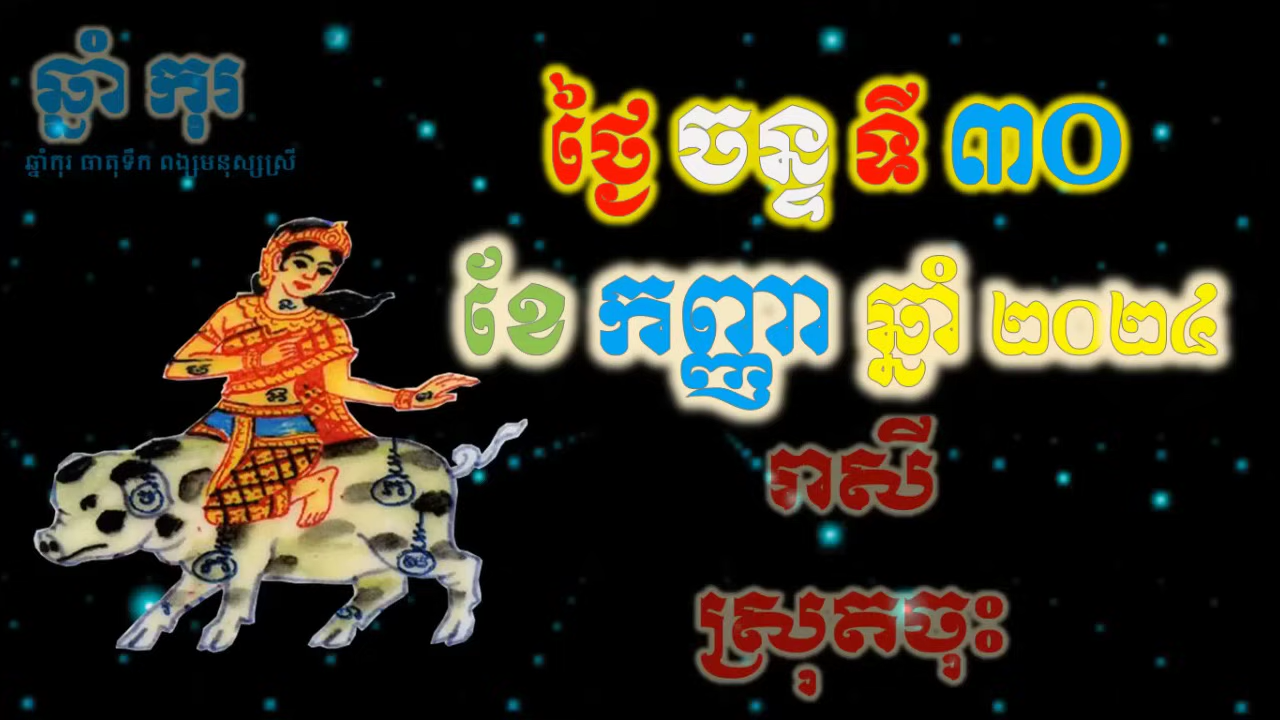 ឆ្នាំ កុរ
ឆ្នាំកុរ ធាតុទឹក ពង្សមនុស្សស្រី
ថ្ងៃ ចន្ទ ទី ៣០
ខែ កញ្ញា ឆ្នាំ ២០២៤
រាសី
ស្រុតចុះ